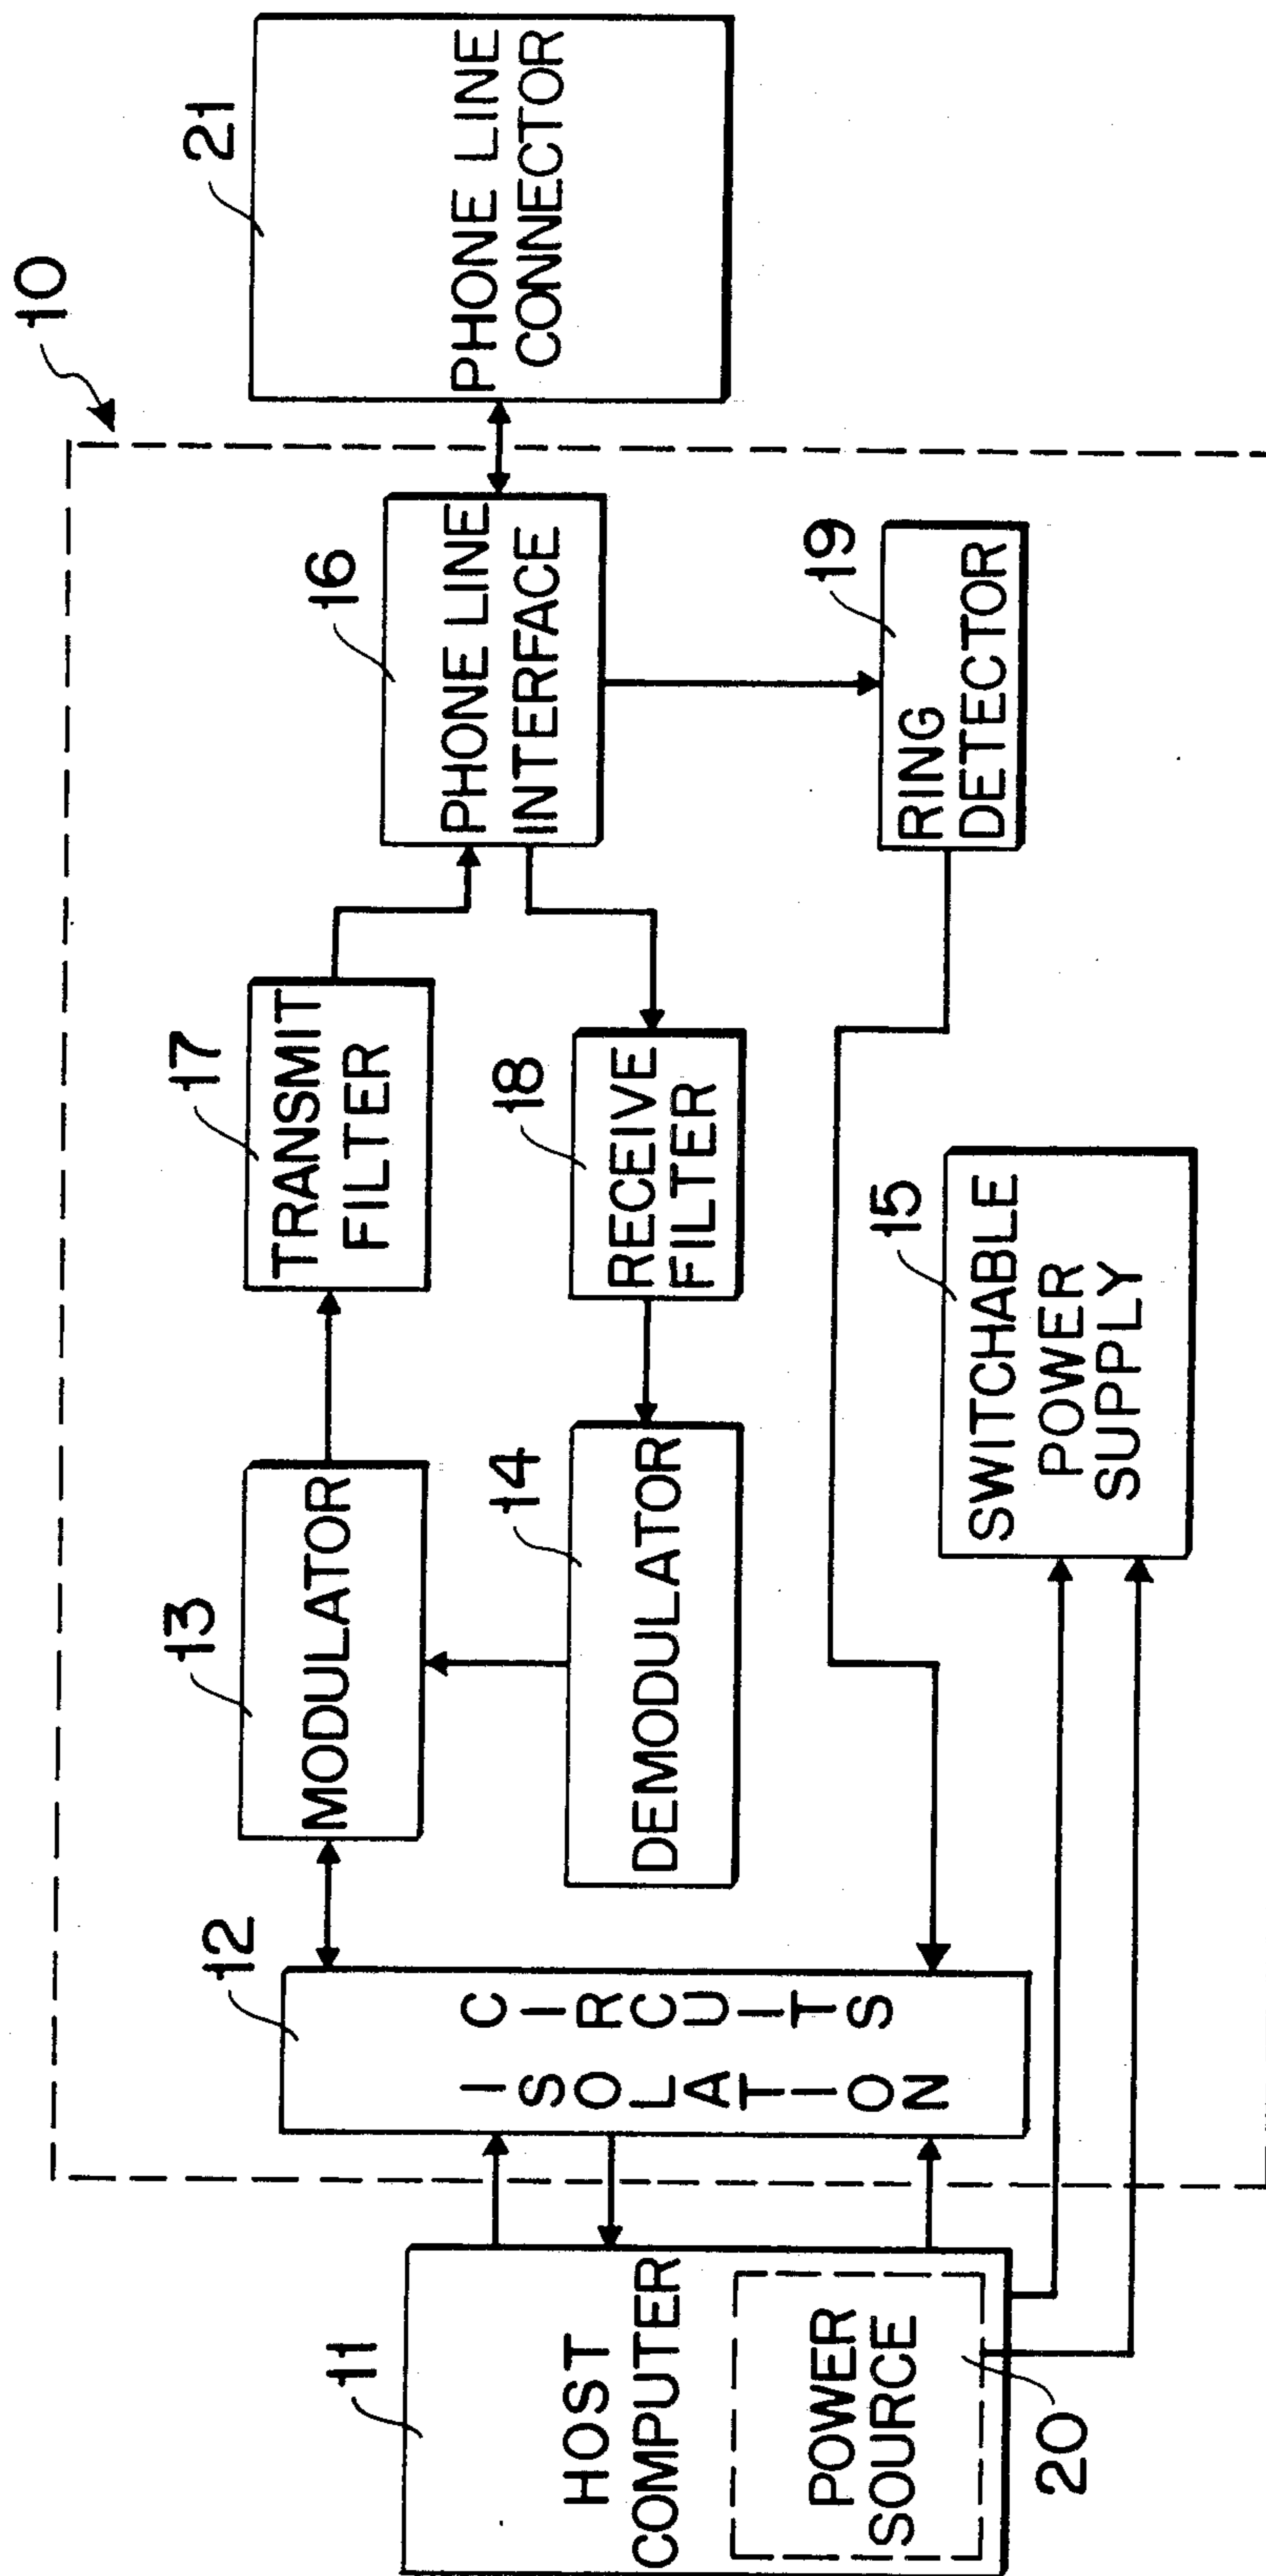 10
11
HOST
COMPUTER
POWER
SOURCE
20
12
ISOLATION
CIRCUITS
13
MODULATOR
14
DEMODULATOR
17
TRANSMIT
FILTER
18
RECEIVE
FILTER
15
SWITCHABLE
POWER
SUPPLY
16
PHONE LINE
INTERFACE
19
RING
DETECTOR
21
PHONE LINE
CONNECTOR